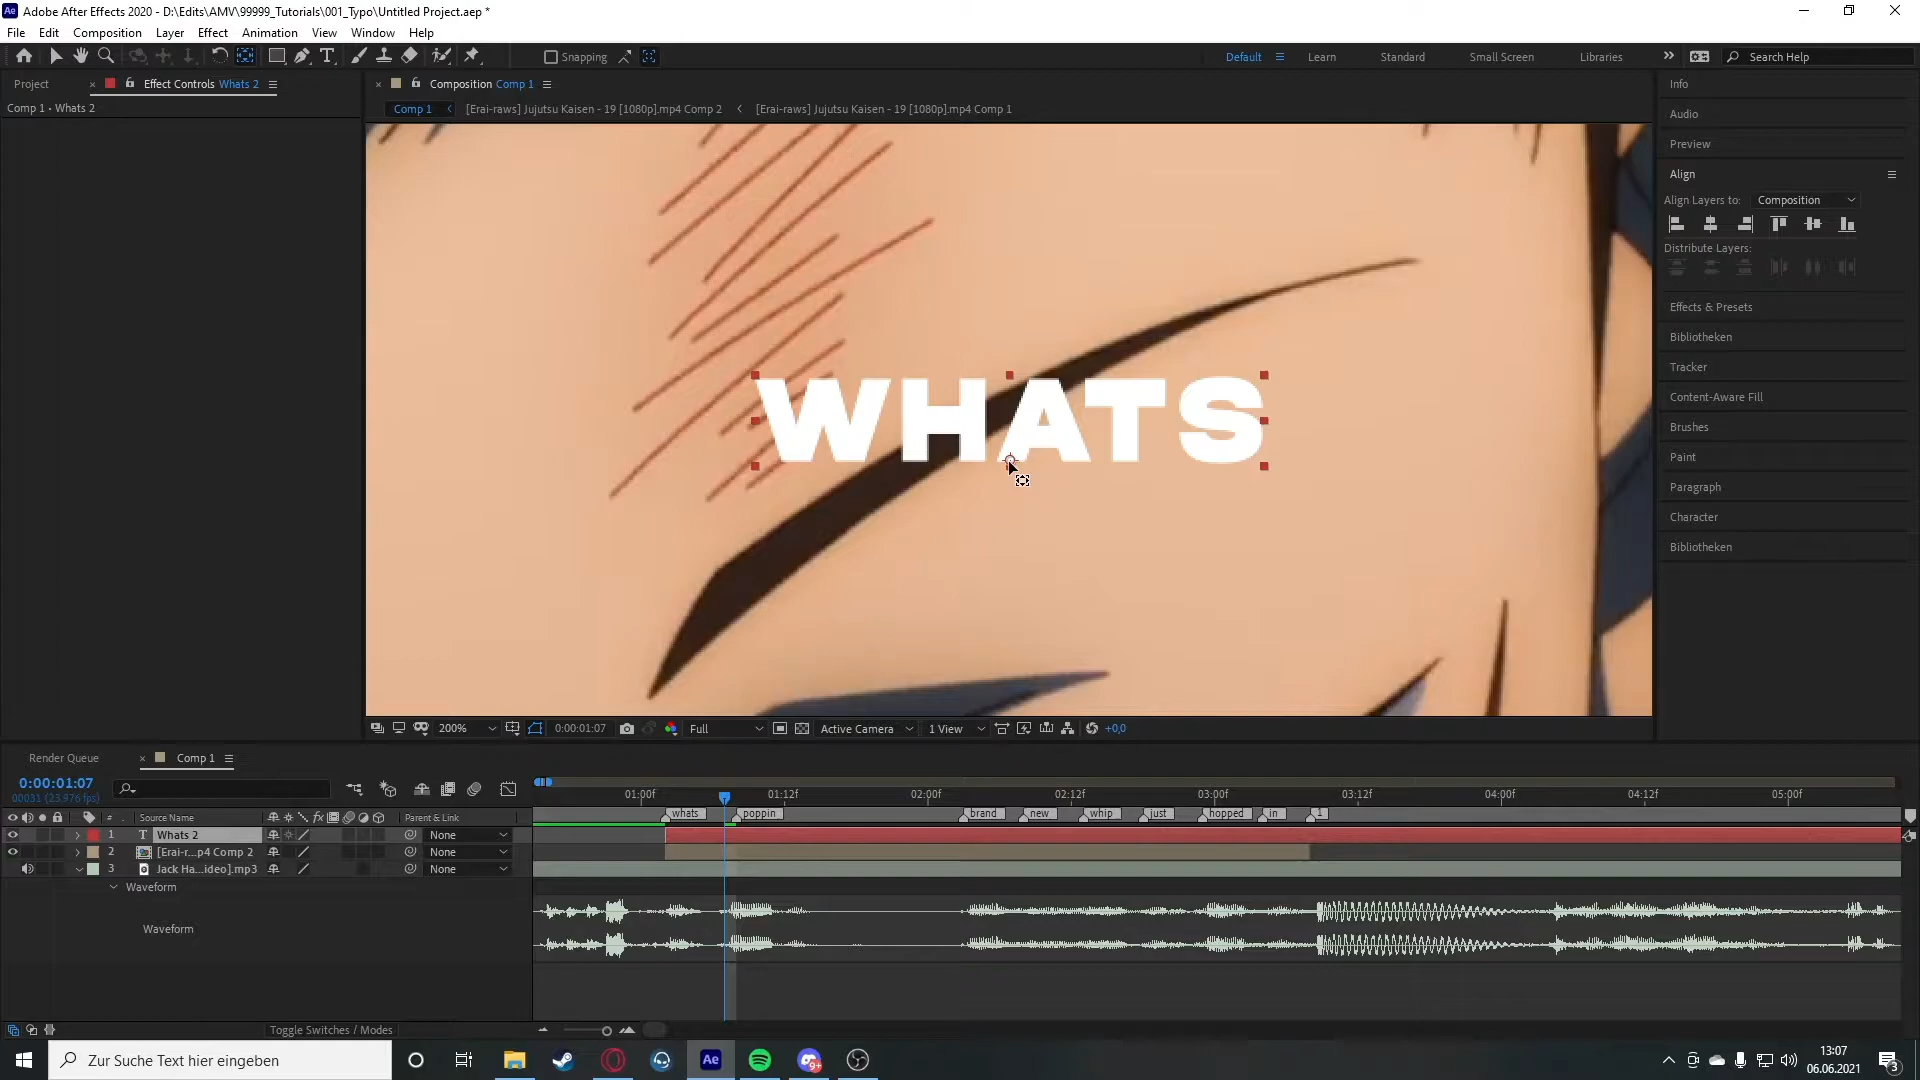 Adobe After Effects 2020 - D:\Edits\AMV\99999_Tutorials\001_Typo\Untitled Project.aep *
File Edit Composition Layer Effect Animation View Window Help
Snapping Default Learn Standard Small Screen Libraries Search Help
Project Effect Controls Whats 2 Composition Comp 1 Info
Comp 1 • Whats 2 Comp 1 [Erai-raws] Jujutsu Kaisen - 19 [1080p].mp4 Comp 2 [Erai-raws] Jujutsu Kaisen - 19 [1080p].mp4 Comp 1
Audio
Preview
Align
Align Layers to: Composition
Distribute Layers:
Effects & Presets
Bibliotheken
Tracker
Content-Aware Fill
Brushes
Paint
Paragraph
Character
Bibliotheken
WHATS
200% 0:00:01:07 Full Active Camera 1 View +0,0
Render Queue Comp 1
0:00:01:07
00031 (23.976 fps)
01:00f 01:12f 02:00f 02:12f 03:00f 03:12f 04:00f 04:12f 05:00f
# Source Name fx Parent & Link whats poppin brand new whip just hopped in 1
1 T Whats 2 None
2 [Erai-r...p4 Comp 2 None
3 Jack Ha...ideo].mp3 None
Waveform
Waveform
Toggle Switches / Modes
Zur Suche Text hier eingeben Ae 13:07
06.06.2021 3